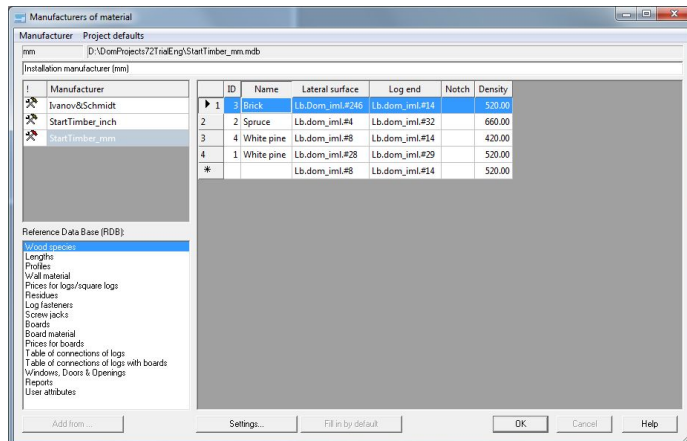 Manufacturers of material
Manufacturer Project defaults
mm D:\DomProjects72TrialEng\StartTimber_mm.mdb
Installation manufacturer (mm)
! Manufacturer
Ivanov&Schmidt
StartTimber_inch
StartTimber_mm
ID Name Lateral surface Log end Notch Density
1 3 Brick Lb.Dom_iml.#246 Lb.dom_iml.#14 520.00
2 2 Spruce Lb.dom_iml.#4 Lb.dom_iml.#32 660.00
3 4 White pine Lb.dom_iml.#8 Lb.dom_iml.#14 420.00
4 1 White pine Lb.dom_iml.#28 Lb.dom_iml.#29 520.00
* Lb.dom_iml.#8 Lb.dom_iml.#14 520.00
Reference Data Base (RDB):
Wood species
Lengths
Profiles
Wall material
Prices for logs/square logs
Residues
Log fasteners
Screw jacks
Boards
Board material
Prices for boards
Table of connections of logs
Table of connections of logs with boards
Windows, Doors & Openings
Reports
User attributes
Add from ... Settings... Fill in by default OK Cancel Help